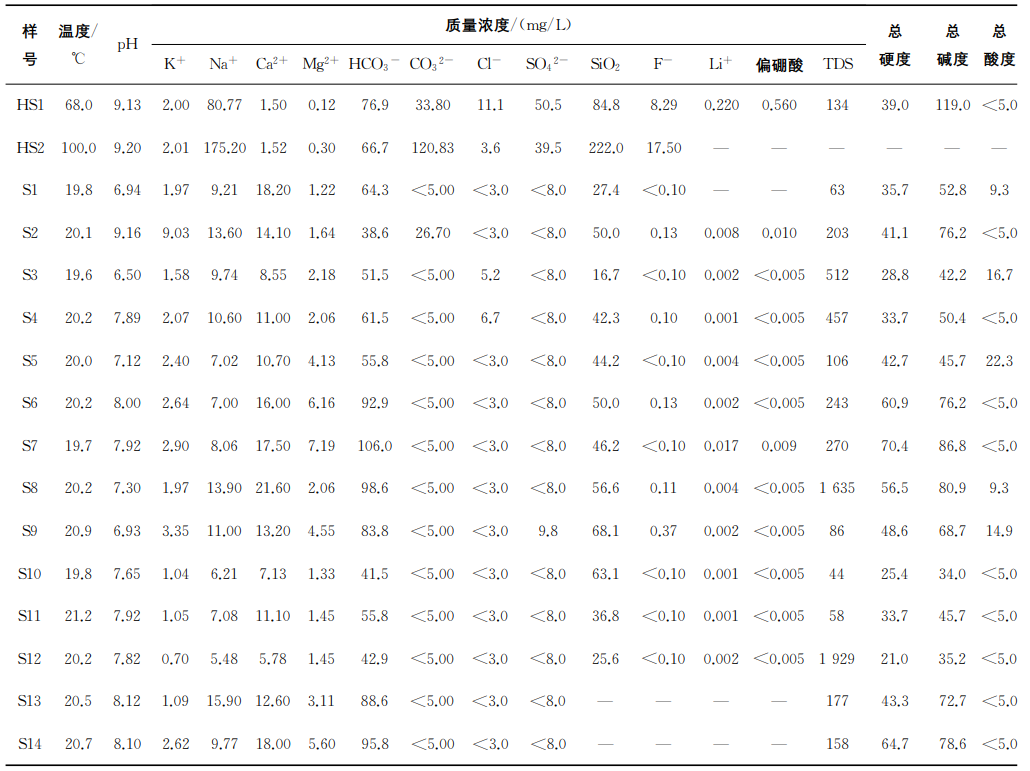 样号 温度/℃ pH 质量浓度/(mg/L) 总硬度 总碱度 总酸度
K⁺ Na⁺ Ca²⁺ Mg²⁺ HCO₃⁻ CO₃²⁻ Cl⁻ SO₄²⁻ SiO₂ F⁻ Li⁺ 偏硼酸 TDS
HS1 68.0 9.13 2.00 80.77 1.50 0.12 76.9 33.80 11.1 50.5 84.8 8.29 0.220 0.560 134 39.0 119.0 <5.0
HS2 100.0 9.20 2.01 175.20 1.52 0.30 66.7 120.83 3.6 39.5 222.0 17.50 — — — — — —
S1 19.8 6.94 1.97 9.21 18.20 1.22 64.3 <5.00 <3.0 <8.0 27.4 <0.10 — — 63 35.7 52.8 9.3
S2 20.1 9.16 9.03 13.60 14.10 1.64 38.6 26.70 <3.0 <8.0 50.0 0.13 0.008 0.010 203 41.1 76.2 <5.0
S3 19.6 6.50 1.58 9.74 8.55 2.18 51.5 <5.00 5.2 <8.0 16.7 <0.10 0.002 <0.005 512 28.8 42.2 16.7
S4 20.2 7.89 2.07 10.60 11.00 2.06 61.5 <5.00 6.7 <8.0 42.3 0.10 0.001 <0.005 457 33.7 50.4 <5.0
S5 20.0 7.12 2.40 7.02 10.70 4.13 55.8 <5.00 <3.0 <8.0 44.2 <0.10 0.004 <0.005 106 42.7 45.7 22.3
S6 20.2 8.00 2.64 7.00 16.00 6.16 92.9 <5.00 <3.0 <8.0 50.0 0.13 0.002 <0.005 243 60.9 76.2 <5.0
S7 19.7 7.92 2.90 8.06 17.50 7.19 106.0 <5.00 <3.0 <8.0 46.2 <0.10 0.017 0.009 270 70.4 86.8 <5.0
S8 20.2 7.30 1.97 13.90 21.60 2.06 98.6 <5.00 <3.0 <8.0 56.6 0.11 0.004 <0.005 1 635 56.5 80.9 9.3
S9 20.9 6.93 3.35 11.00 13.20 4.55 83.8 <5.00 <3.0 9.8 68.1 0.37 0.002 <0.005 86 48.6 68.7 14.9
S10 19.8 7.65 1.04 6.21 7.13 1.33 41.5 <5.00 <3.0 <8.0 63.1 <0.10 0.001 <0.005 44 25.4 34.0 <5.0
S11 21.2 7.92 1.05 7.08 11.10 1.45 55.8 <5.00 <3.0 <8.0 36.8 <0.10 0.001 <0.005 58 33.7 45.7 <5.0
S12 20.2 7.82 0.70 5.48 5.78 1.45 42.9 <5.00 <3.0 <8.0 25.6 <0.10 0.002 <0.005 1 929 21.0 35.2 <5.0
S13 20.5 8.12 1.09 15.90 12.60 3.11 88.6 <5.00 <3.0 <8.0 — — — — 177 43.3 72.7 <5.0
S14 20.7 8.10 2.62 9.77 18.00 5.60 95.8 <5.00 <3.0 <8.0 — — — — 158 64.7 78.6 <5.0